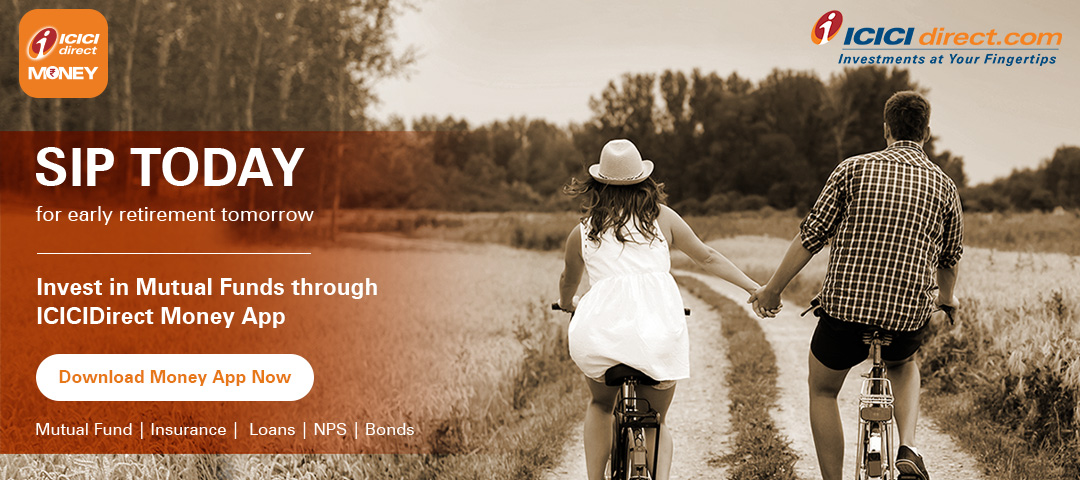 i ICICI
direct
MONEY
i ICICI direct.com
Investments at Your Fingertips
SIP TODAY
for early retirement tomorrow
Invest in Mutual Funds through
ICICIDirect Money App
Download Money App Now
Mutual Fund | Insurance | Loans | NPS | Bonds